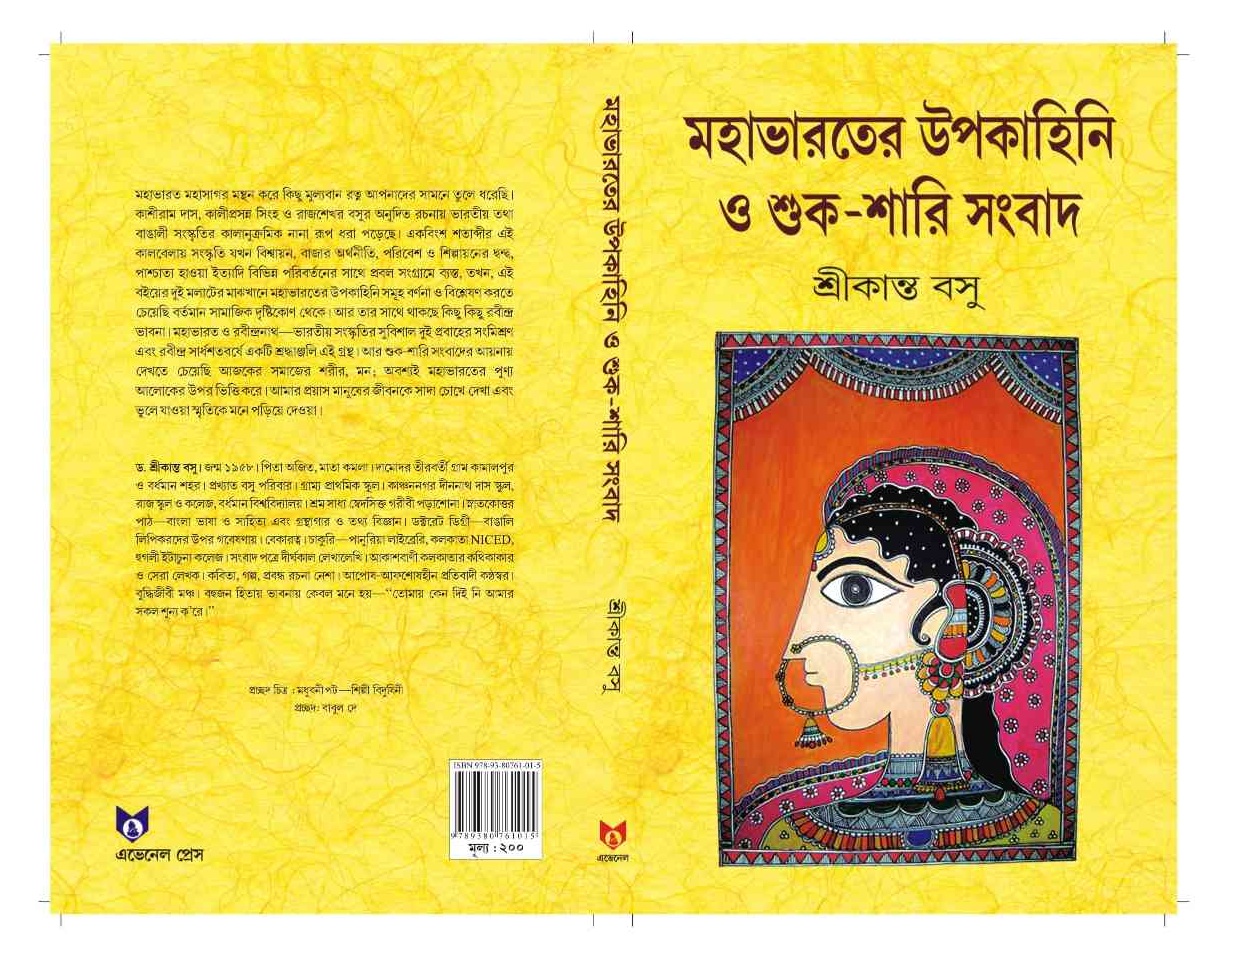 মহাভারত মহাসাগর মন্থন করে কিছু মূল্যবান রত্ন আপনাদের সামনে তুলে ধরেছি।
কাশীরাম দাস, কালীপ্রসন্ন সিংহ ও রাজশেখর বসুর অনুদিত রচনায় ভারতীয় তথা
বাঙালী সংস্কৃতির কালানুক্রমিক নানা রূপ ধরা পড়েছে। একবিংশ শতাব্দীর এই
কালবেলায় সংস্কৃতি যখন বিশ্বায়ন, বাজার অর্থনীতি, পরিবেশ ও শিল্পায়নের দ্বন্দ্ব,
পাশ্চাত্য হাওয়া ইত্যাদি বিভিন্ন পরিবর্তনের সাথে প্রবল সংগ্রামে ব্যস্ত, তখন, এই
বইয়ের দুই মলাটের মাঝখানে মহাভারতের উপকাহিনি সমূহ বর্ণনা ও বিশ্লেষণ করতে
চেয়েছি বর্তমান সামাজিক দৃষ্টিকোণ থেকে। আর তার সাথে থাকছে কিছু কিছু রবীন্দ্র
ভাবনা। মহাভারত ও রবীন্দ্রনাথ—ভারতীয় সংস্কৃতির সুবিশাল দুই প্রবাহের সংমিশ্রণ
এবং রবীন্দ্র সার্ধশতবর্ষে একটি শ্রদ্ধাঞ্জলি এই গ্রন্থ। আর শুক-শারি সংবাদের আয়নায়
দেখতে চেয়েছি আজকের সমাজের শরীর, মন; অবশ্যই মহাভারতের পুণ্য
আলোকের উপর ভিত্তি করে। আমার প্রয়াস মানুষের জীবনকে সাদা চোখে দেখা এবং
ভুলে যাওয়া স্মৃতিকে মনে পড়িয়ে দেওয়া।
ড. শ্রীকান্ত বসু। জন্ম ১৯৫৮। পিতা অজিত, মাতা কমলা। দামোদর তীরবর্তী গ্রাম কামালপুর
ও বর্ধমান শহর। প্রখ্যাত বসু পরিবার। গ্রাম্য প্রাথমিক স্কুল। কাঞ্চননগর দীননাথ দাস স্কুল,
রাজ স্কুল ও কলেজ, বর্ধমান বিশ্ববিদ্যালয়। শ্রম সাধ্য স্বেদসিক্ত গরীবী পড়াশোনা। স্নাতকোত্তর
পাঠ—বাংলা ভাষা ও সাহিত্য এবং গ্রন্থাগার ও তথ্য বিজ্ঞান। ডক্টরেট ডিগ্রী—বাঙালি
লিপিকরদের উপর গবেষণায়। বেকারত্ব। চাকুরি—পানুরিয়া লাইব্রেরি, কলকাতা NICED,
হুগলী ইটাচুনা কলেজ। সংবাদ পত্রে দীর্ঘকাল লেখালেখি। আকাশবাণী কলকাতার কথিকাকার
ও সেরা লেখক। কবিতা, গল্প, প্রবন্ধ রচনা নেশা। আপোষ-আফশোষহীন প্রতিবাদী কণ্ঠস্বর।
বুদ্ধিজীবী মঞ্চ। বহুজন হিতায় ভাবনায় কেবল মনে হয়—“তোমায় কেন দিই নি আমার
সকল শূন্য ক'রে।”
প্রচ্ছদ চিত্র : মধুবনী পট—শিল্পী বিদুষিনী
প্রচ্ছদ: বাবুল দে
ISBN 978-93-80761-01-5
9 789380 761015
মূল্য : ২০০
এভেনেল প্রেস
মহাভারতের উপকাহিনি ও শুক-শারি সংবাদ
শ্রীকান্ত বসু
এভেনেল
মহাভারতের উপকাহিনি
ও শুক-শারি সংবাদ
শ্রীকান্ত বসু